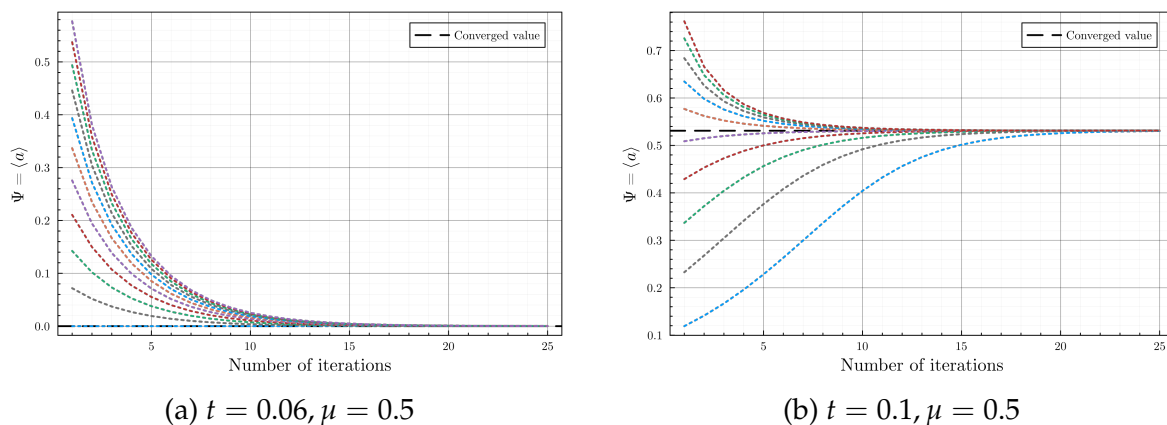 0.5
0.4
0.3
0.2
0.1
0.0
Ψ = ⟨a⟩
Converged value
5
10
15
20
25
Number of iterations
(a) t = 0.06, μ = 0.5
0.7
0.6
0.5
0.4
0.3
0.2
0.1
Ψ = ⟨a⟩
Converged value
5
10
15
20
25
Number of iterations
(b) t = 0.1, μ = 0.5